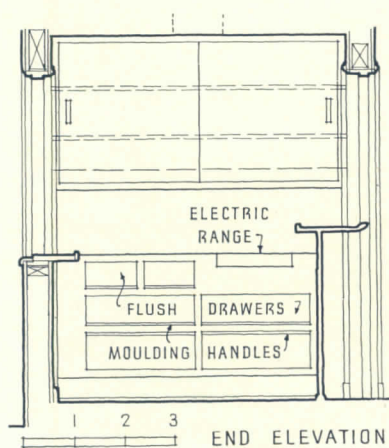 ELECTRIC
RANGE
FLUSH DRAWERS
MOULDING HANDLES
1 2 3
END ELEVATION